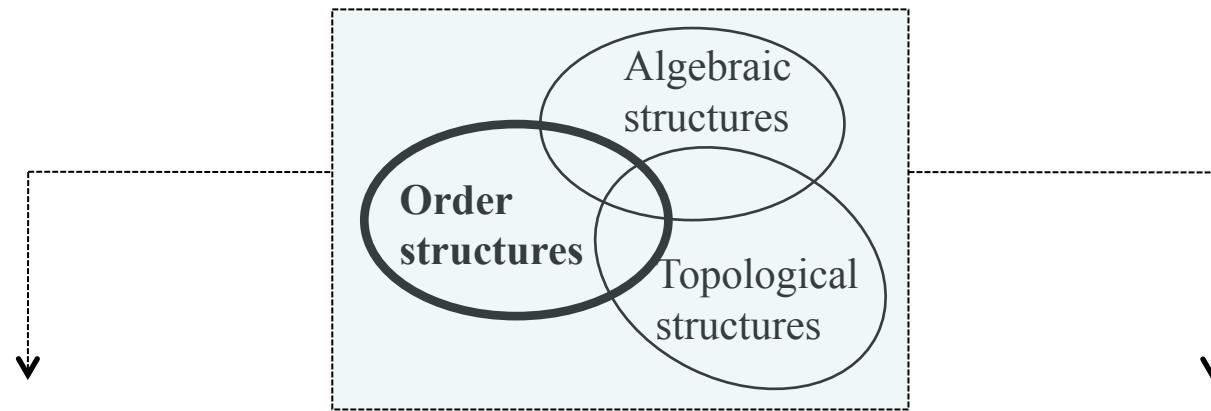 Algebraic
structures
Order
structures
Topological
structures